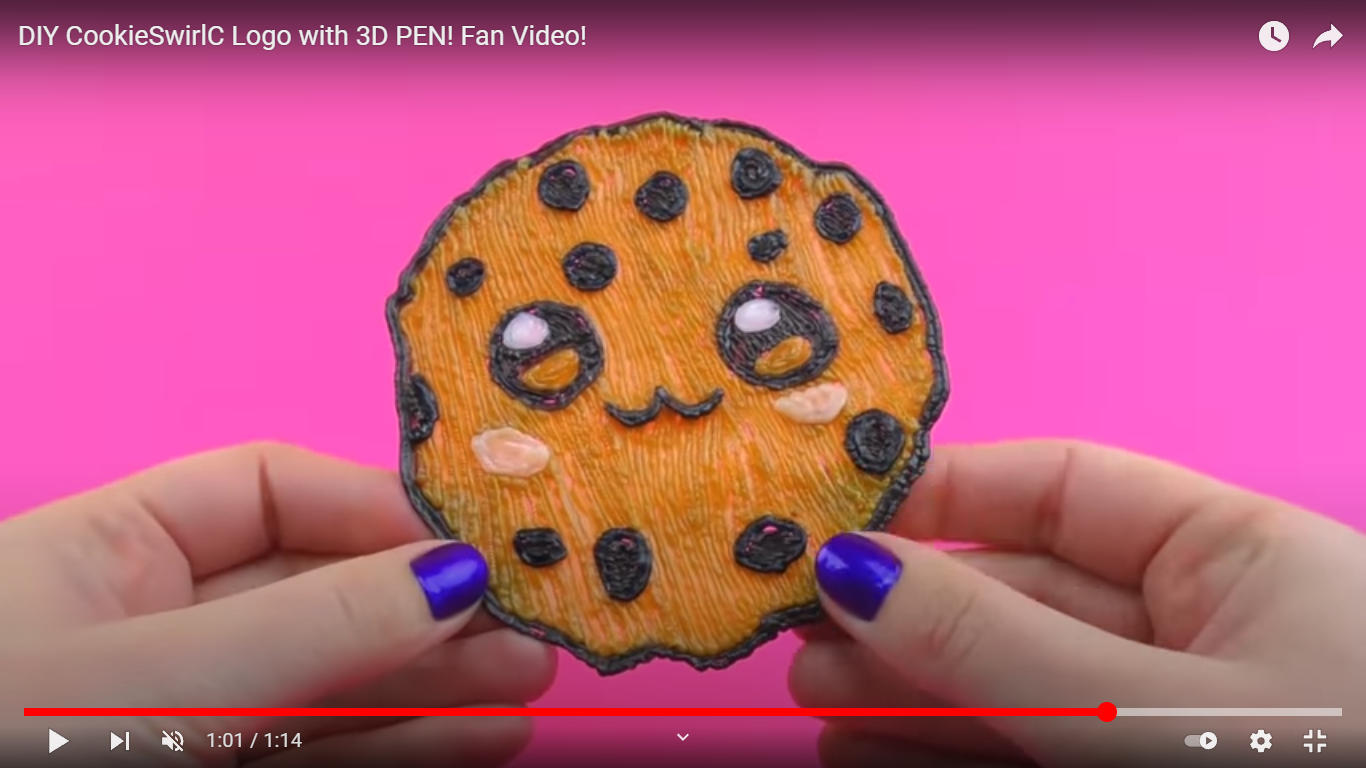 DIY CookieSwirlC Logo with 3D PEN! Fan Video!
1:01 / 1:14